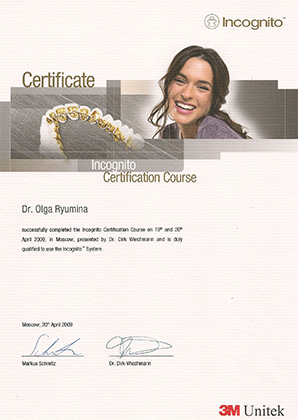 Incognito™
Certificate
Incognito
Certification Course
Dr. Olga Ryumina
successfully completed the Incognito Certification Course on 19th and 20th
April 2009, in Moscow, presented by Dr. Dirk Wiechmann and is duly
qualified to use the Incognito™ System.
Moscow, 20th April 2009
Markus Schmitz
Dr. Dirk Wiechmann
3M Unitek